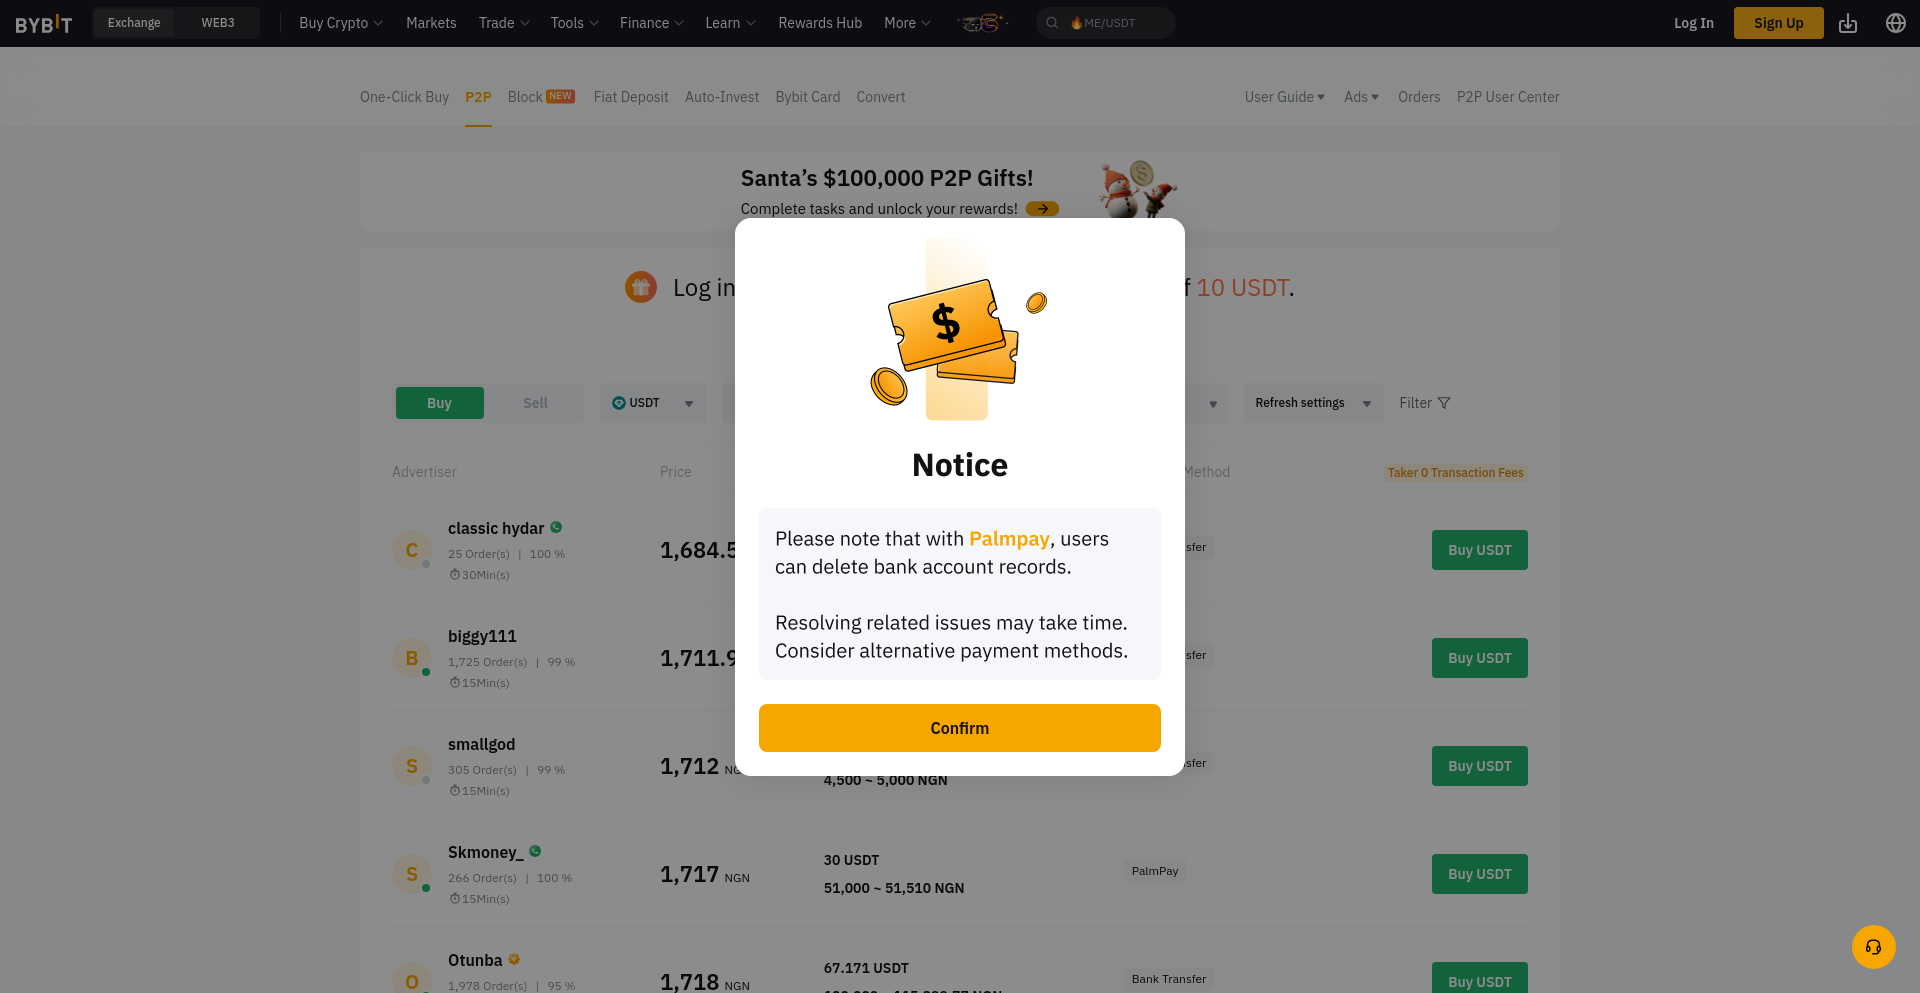 BYBIT
Exchange
WEB3
Buy Crypto
Markets
Trade
Tools
Finance
Learn
Rewards Hub
More
ME/USDT
Log In
Sign Up
One-Click Buy
P2P
Block NEW
Fiat Deposit
Auto-Invest
Bybit Card
Convert
User Guide
Ads
Orders
P2P User Center
Santa’s $100,000 P2P Gifts!
Complete tasks and unlock your rewards!
Log in
10 USDT.
Buy
Sell
USDT
Refresh settings
Filter
Advertiser
Price
Method
Taker 0 Transaction Fees
classic hydar
25 Order(s) | 100 %
30Min(s)
1,684.5
Buy USDT
biggy111
1,725 Order(s) | 99 %
15Min(s)
1,711.9
Buy USDT
smallgod
305 Order(s) | 99 %
15Min(s)
1,712
4,500 ~ 5,000 NGN
Buy USDT
$
Notice
Please note that with Palmpay, users
can delete bank account records.
Resolving related issues may take time.
Consider alternative payment methods.
Confirm
Skmoney_
266 Order(s) | 100 %
15Min(s)
1,717 NGN
30 USDT
51,000 ~ 51,510 NGN
PalmPay
Buy USDT
Otunba
1,978 Order(s) | 95 %
1,718 NGN
67.171 USDT
Bank Transfer
Buy USDT